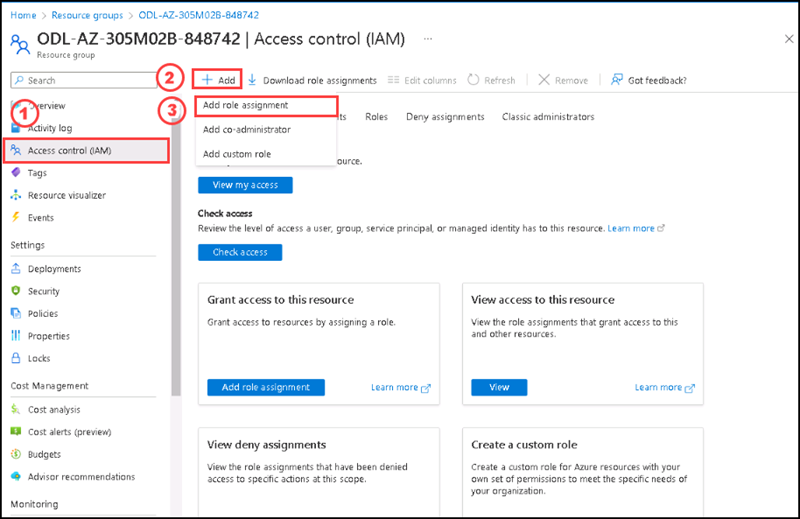 Home > Resource groups > ODL-AZ-305M02B-848742
ODL-AZ-305M02B-848742 | Access control (IAM) ...
Resource group
Search
2
+ Add
Download role assignments
Edit columns
Refresh
Remove
Got feedback?
1
Overview
3
Add role assignment
Add co-administrator
Add custom role
Roles
Deny assignments
Classic administrators
Activity log
Access control (IAM)
Tags
Resource visualizer
Events
Settings
Deployments
Security
Policies
Properties
Locks
Cost Management
Cost analysis
Cost alerts (preview)
Budgets
Advisor recommendations
Monitoring
View my access
Check access
Review the level of access a user, group, service principal, or managed identity has to this resource. Learn more
Check access
Grant access to this resource
Grant access to resources by assigning a role.
Add role assignment
Learn more
View access to this resource
View the role assignments that grant access to this
and other resources.
View
Learn more
View deny assignments
View the role assignments that have been denied
access to specific actions at this scope.
Create a custom role
Create a custom role for Azure resources with your
own set of permissions to meet the specific needs of
your organization.